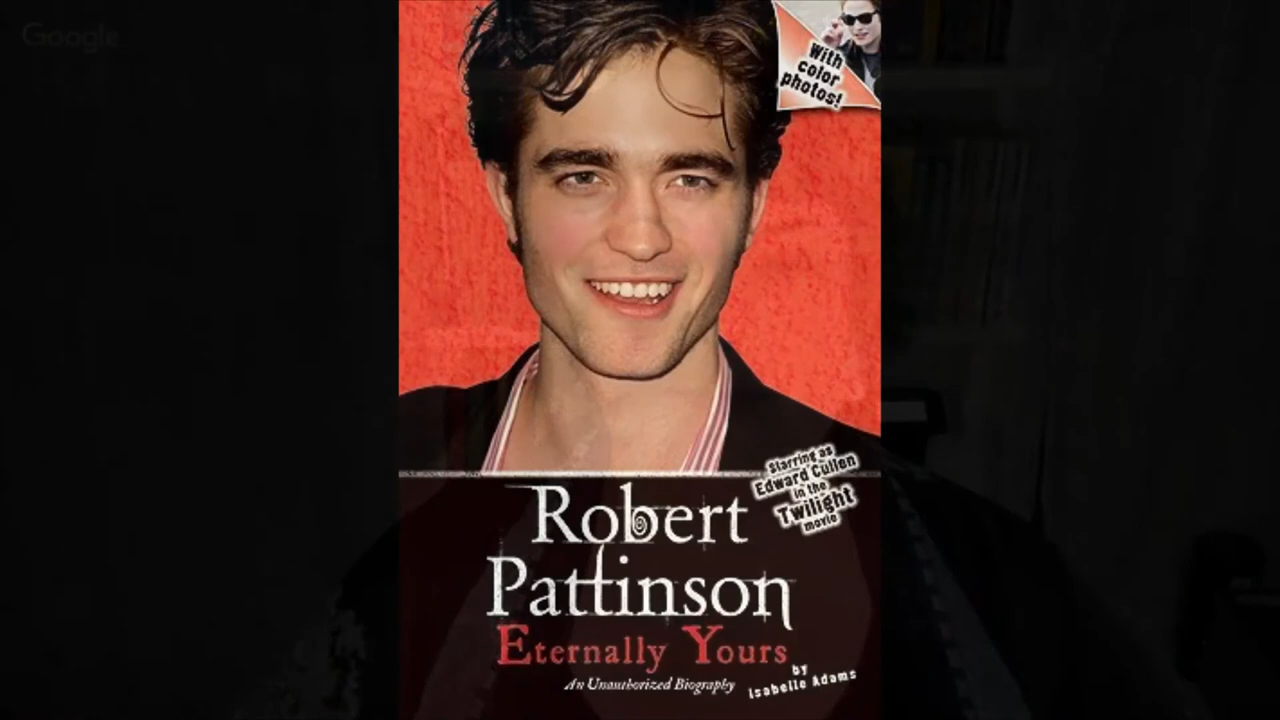 Google
With
color
photos!
Starring as
Edward Cullen
in the
Twilight
movie
Robert
Pattinson
Eternally Yours
An Unauthorized Biography
by
Isabelle Adams